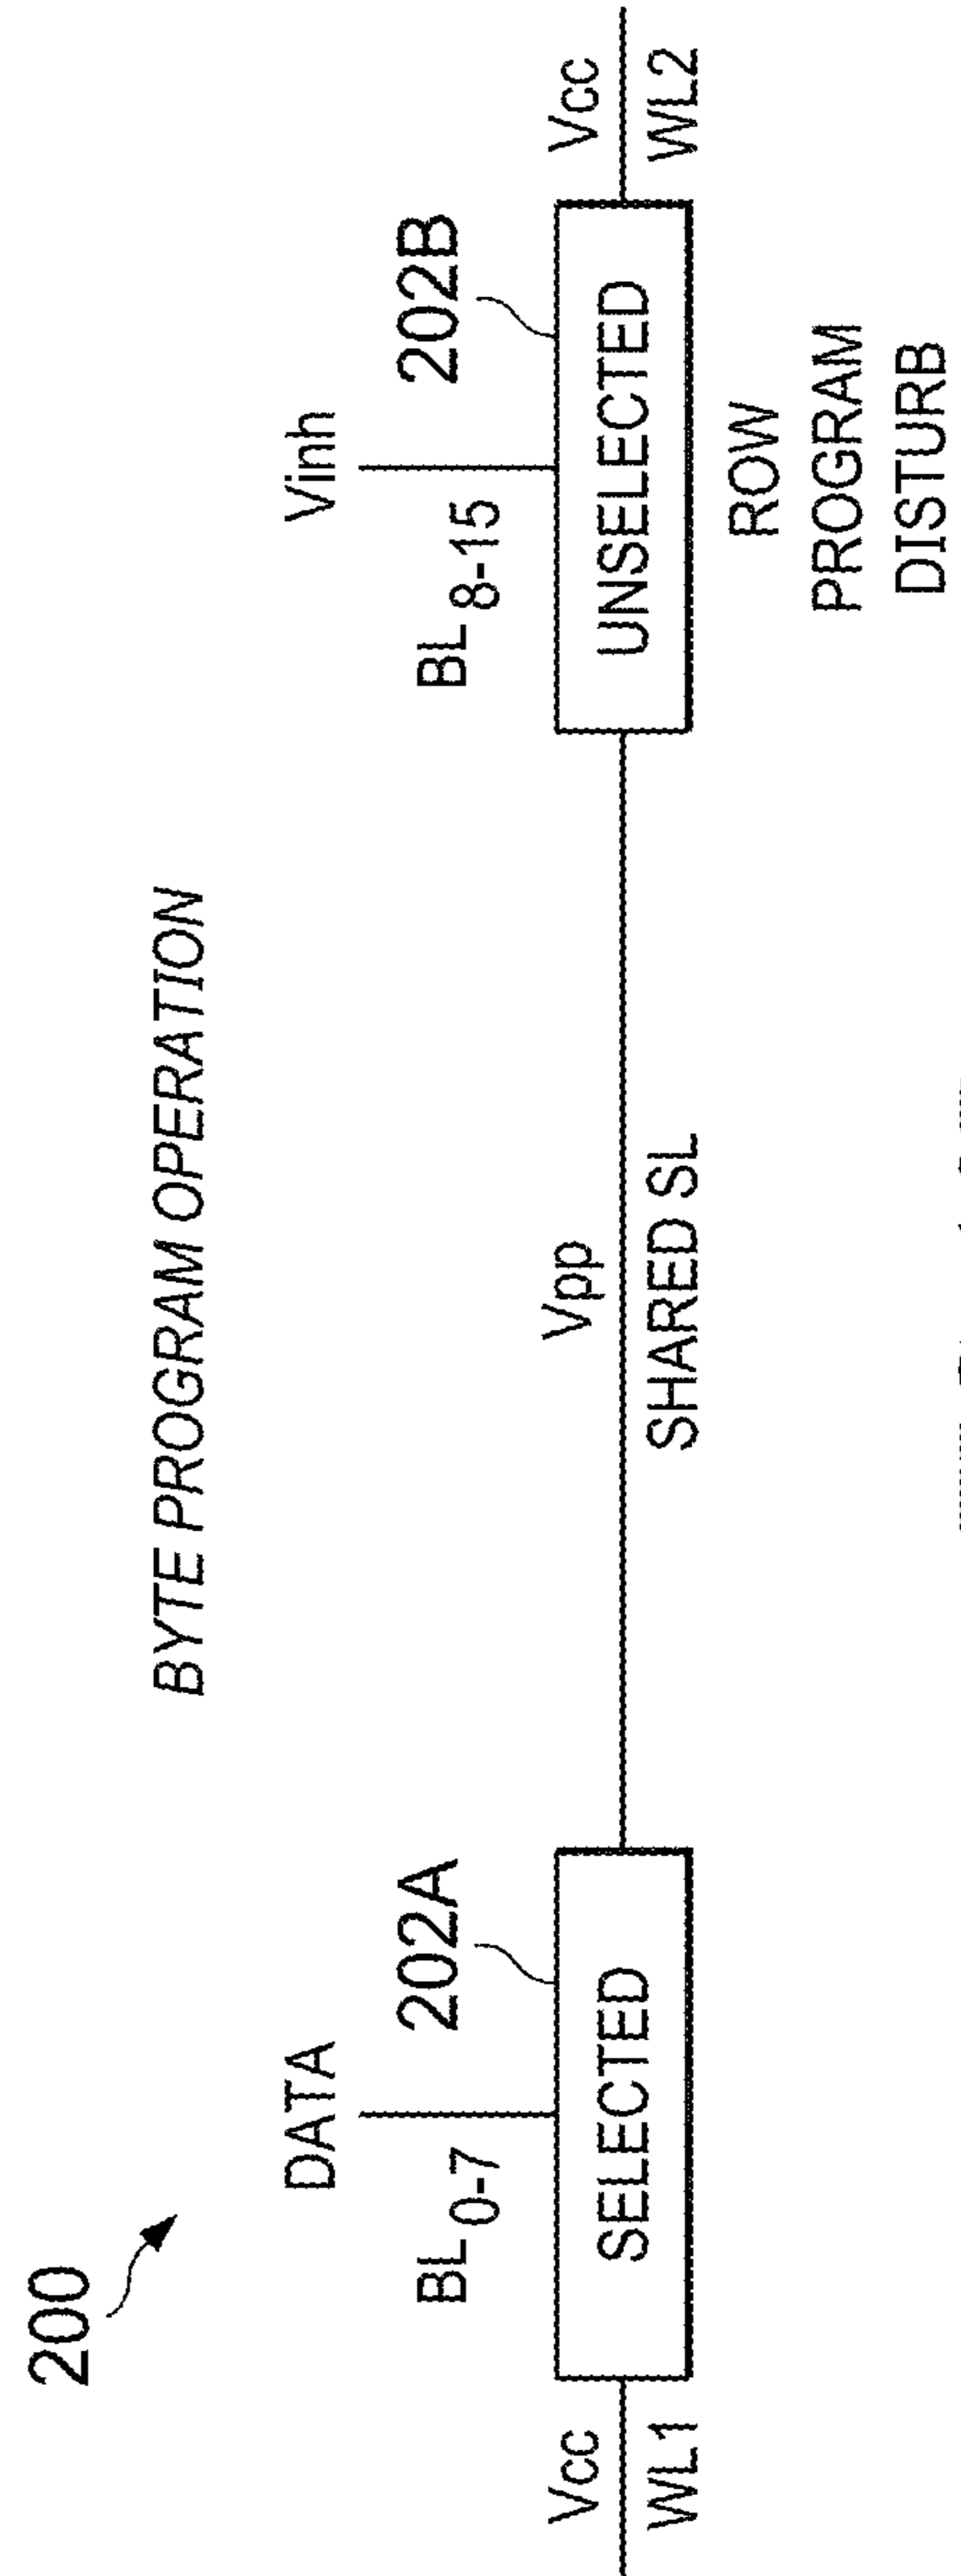 200
BYTE PROGRAM OPERATION
DATA
Vinh
BL0-7
202A
BL8-15
202B
Vcc
SELECTED
Vpp
UNSELECTED
Vcc
WL1
SHARED SL
WL2
ROW
PROGRAM
DISTURB